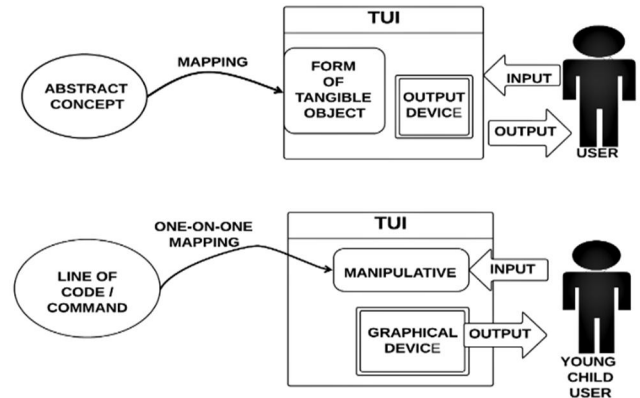 TUI
MAPPING
ABSTRACT
CONCEPT
FORM
OF
TANGIBLE
OBJECT
OUTPUT
DEVICE
INPUT
OUTPUT
USER
TUI
ONE-ON-ONE
MAPPING
LINE OF
CODE /
COMMAND
MANIPULATIVE
INPUT
GRAPHICAL
DEVICE
OUTPUT
YOUNG
CHILD
USER